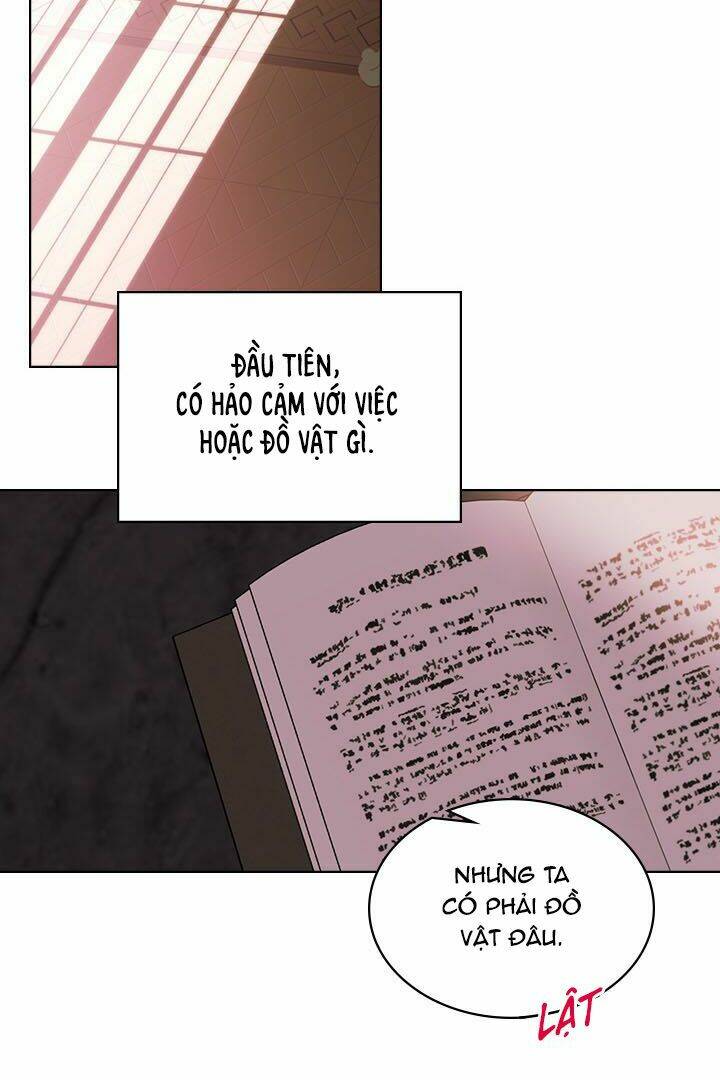 ĐẦU TIÊN,
CÓ HẢO CẢM VỚI VIỆC
HOẶC ĐỒ VẬT GÌ.
NHƯNG TA
CÓ PHẢI ĐỒ
VẬT ĐÂU.
LẬT